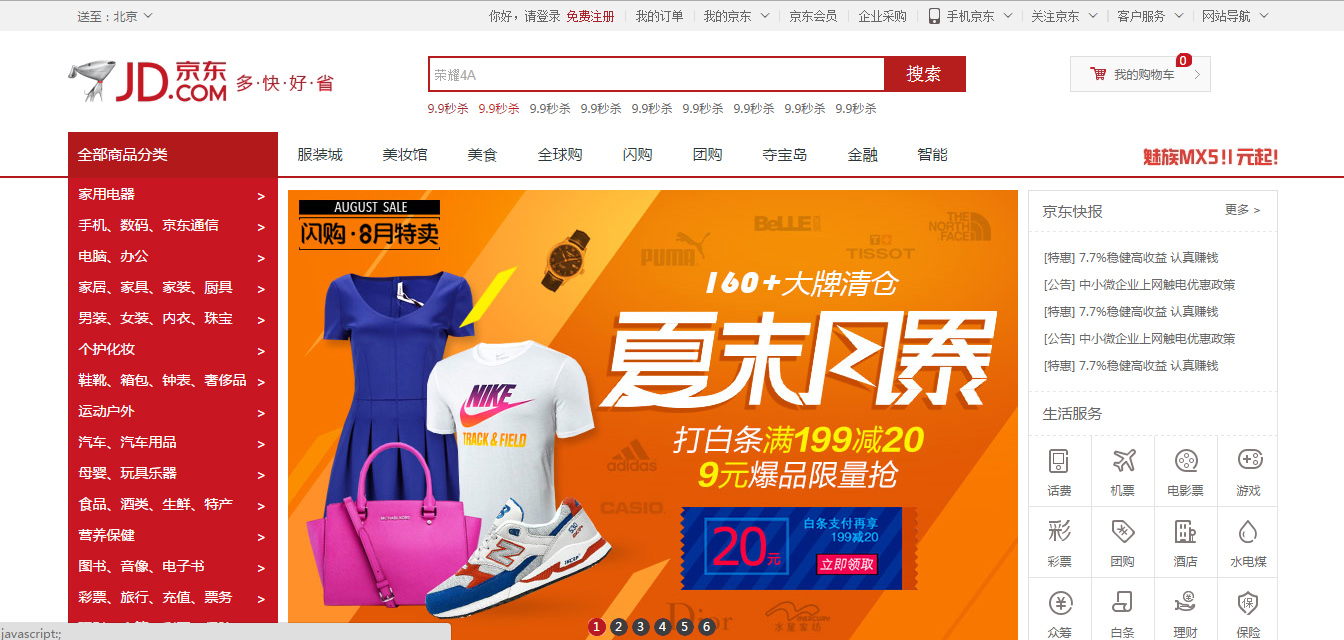 送至：北京
你好，请登录 免费注册 我的订单 我的京东 京东会员 企业采购 手机京东 关注京东 客户服务 网站导航
JD.COM 京东
多·快·好·省
荣耀4A
搜索
0
我的购物车
9.9秒杀 9.9秒杀 9.9秒杀 9.9秒杀 9.9秒杀 9.9秒杀 9.9秒杀 9.9秒杀 9.9秒杀
全部商品分类
服装城 美妆馆 美食 全球购 闪购 团购 夺宝岛 金融 智能
魅族MX5!1元起!
家用电器 >
手机、数码、京东通信 >
电脑、办公 >
家居、家具、家装、厨具 >
男装、女装、内衣、珠宝 >
个护化妆 >
鞋靴、箱包、钟表、奢侈品 >
运动户外 >
汽车、汽车用品 >
母婴、玩具乐器 >
食品、酒类、生鲜、特产 >
营养保健 >
图书、音像、电子书 >
彩票、旅行、充值、票务 >
javascript:;
AUGUST SALE
闪购·8月特卖
PUMA
BeLLE
TISSOT
THE NORTH FACE
160+大牌清仓
夏末风暴
NIKE
TRACK & FIELD
打白条满199减20
9元爆品限量抢
adidas
CASIO
MICHAEL KORS
N
530
ENCAP
20元
白条支付再享
199减20
立即领取
Dior
MERCURY
水星家纺
1 2 3 4 5 6
京东快报 更多 >
[特惠] 7.7%稳健高收益 认真赚钱
[公告] 中小微企业上网触电优惠政策
[特惠] 7.7%稳健高收益 认真赚钱
[公告] 中小微企业上网触电优惠政策
[特惠] 7.7%稳健高收益 认真赚钱
生活服务
话费 机票 电影票 游戏
彩
彩票 团购 酒店 水电煤
保
众筹 白条 理财 保险